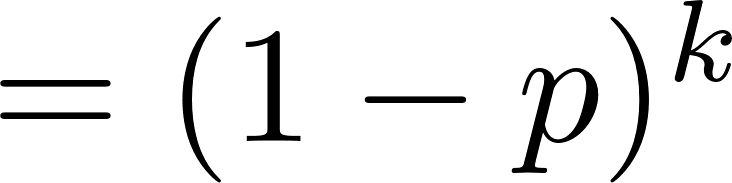 = (1 − p)^k